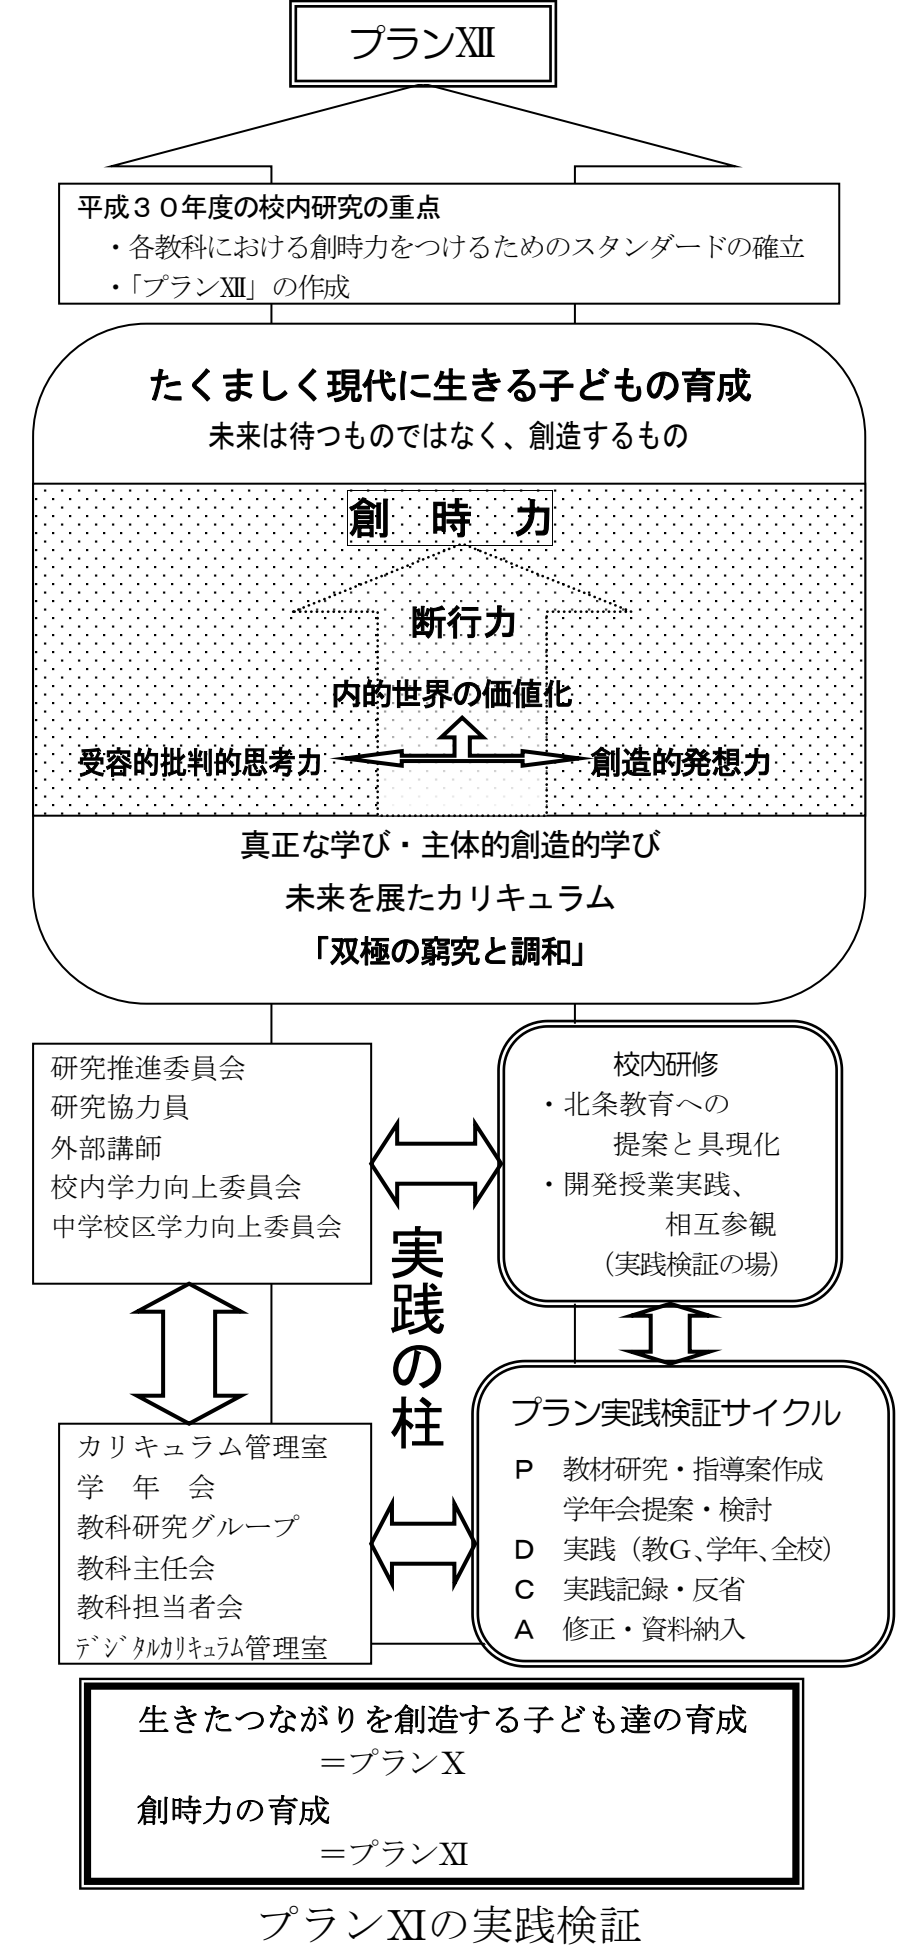 プランⅫ
平成３０年度の校内研究の重点
・各教科における創時力をつけるためのスタンダードの確立
・「プランⅫ」の作成
たくましく現代に生きる子どもの育成
未来は待つものではなく、創造するもの
創　時　力
断行力
内的世界の価値化
受容的批判的思考力
創造的発想力
真正な学び・主体的創造的学び
未来を展たカリキュラム
「双極の窮究と調和」
研究推進委員会
研究協力員
外部講師
校内学力向上委員会
中学校区学力向上委員会
校内研修
・北条教育への
提案と具現化
・開発授業実践、
相互参観
（実践検証の場）
実践の柱
カリキュラム管理室
学　年　会
教科研究グループ
教科主任会
教科担当者会
ﾃﾞｼﾞﾀﾙｶﾘｷｭﾗﾑ管理室
プラン実践検証サイクル
Ｐ　教材研究・指導案作成
学年会提案・検討
Ｄ　実践（教Ｇ、学年、全校）
Ｃ　実践記録・反省
Ａ　修正・資料納入
生きたつながりを創造する子ども達の育成
＝プランⅩ
創時力の育成
＝プランⅪ
プランⅪの実践検証